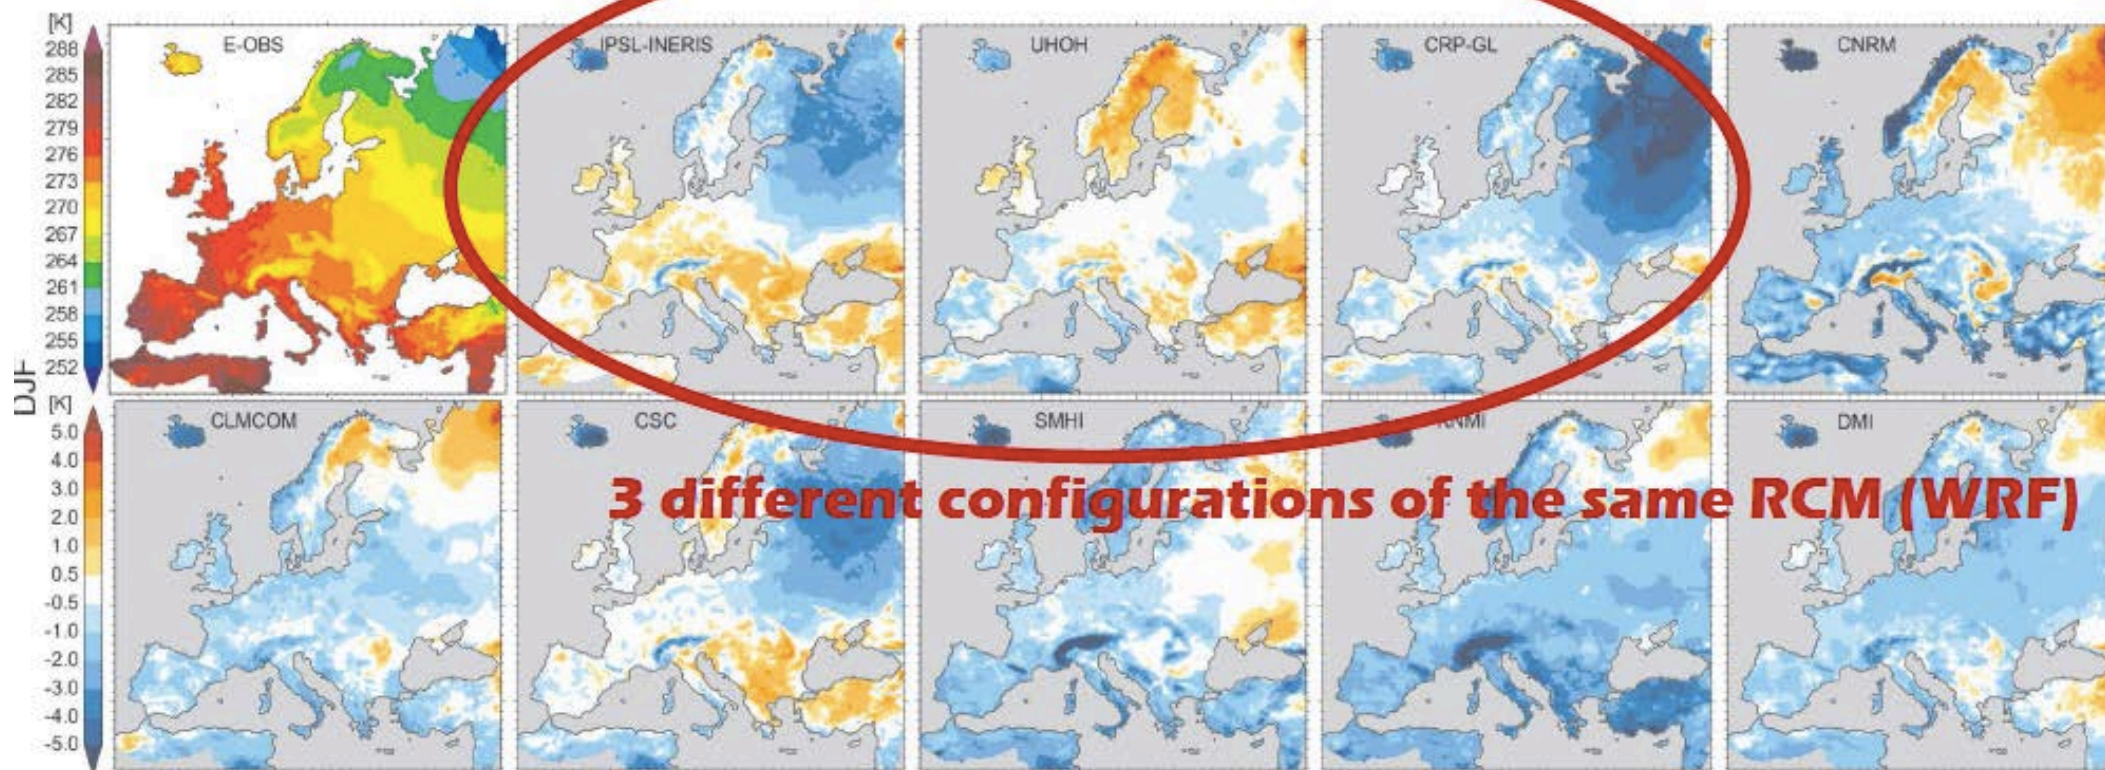 [K]
E-OBS
IPSL-INERIS
UHOH
CRP-GL
CNRM
288
285
282
279
276
273
270
267
264
261
258
255
252
DJF
[K]
CLMCOM
CSC
SMHI
KNMI
DMI
5.0
4.0
3.0
2.0
1.0
0.5
-0.5
-1.0
-2.0
-3.0
-4.0
-5.0
3 different configurations of the same RCM (WRF)